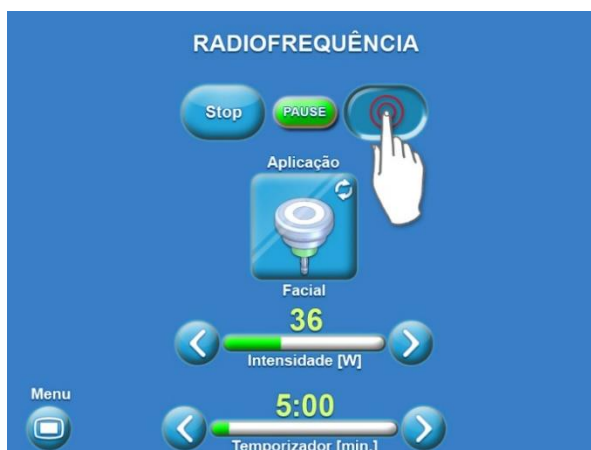 RADIOFREQUÊNCIA
Stop
PAUSE
Aplicação
Facial
36
Intensidade [W]
Menu
5:00
Temporizador [min.]